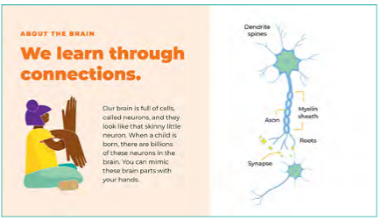 ABOUT THE BRAIN
We learn through
connections.
Our brain is full of cells,
called neurons, and they
look like that skinny little
neuron. When a child is
born, there are billions
of these neurons in the
brain. You can mimic
these brain parts with
your hands.
Dendrite
spines
Myelin
sheath
Axon
Roots
Synapse